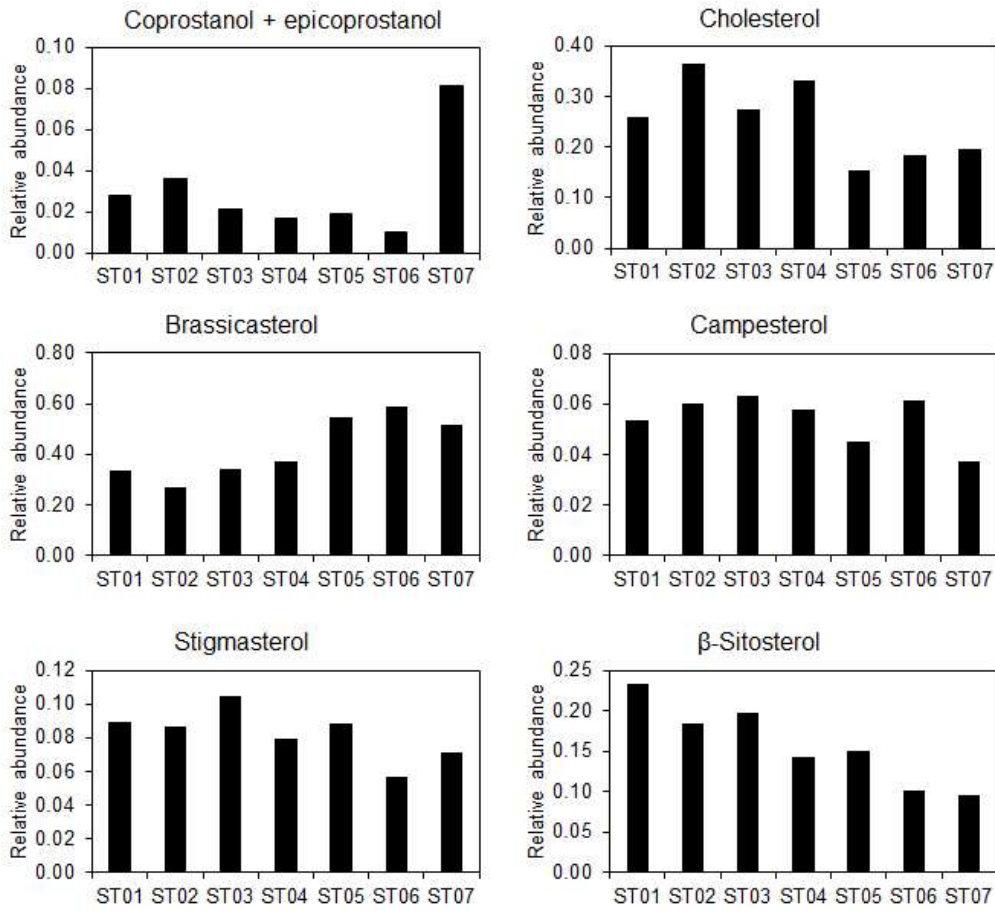 Coprostanol + epicoprostanol
Relative abundance
0.10
0.08
0.06
0.04
0.02
0.00
ST01 ST02 ST03 ST04 ST05 ST06 ST07
Cholesterol
Relative abundance
0.40
0.30
0.20
0.10
0.00
ST01 ST02 ST03 ST04 ST05 ST06 ST07
Brassicasterol
Relative abundance
0.80
0.60
0.40
0.20
0.00
ST01 ST02 ST03 ST04 ST05 ST06 ST07
Campesterol
Relative abundance
0.08
0.06
0.04
0.02
0.00
ST01 ST02 ST03 ST04 ST05 ST06 ST07
Stigmasterol
Relative abundance
0.12
0.10
0.08
0.06
0.04
0.02
0.00
ST01 ST02 ST03 ST04 ST05 ST06 ST07
β-Sitosterol
Relative abundance
0.25
0.20
0.15
0.10
0.05
0.00
ST01 ST02 ST03 ST04 ST05 ST06 ST07